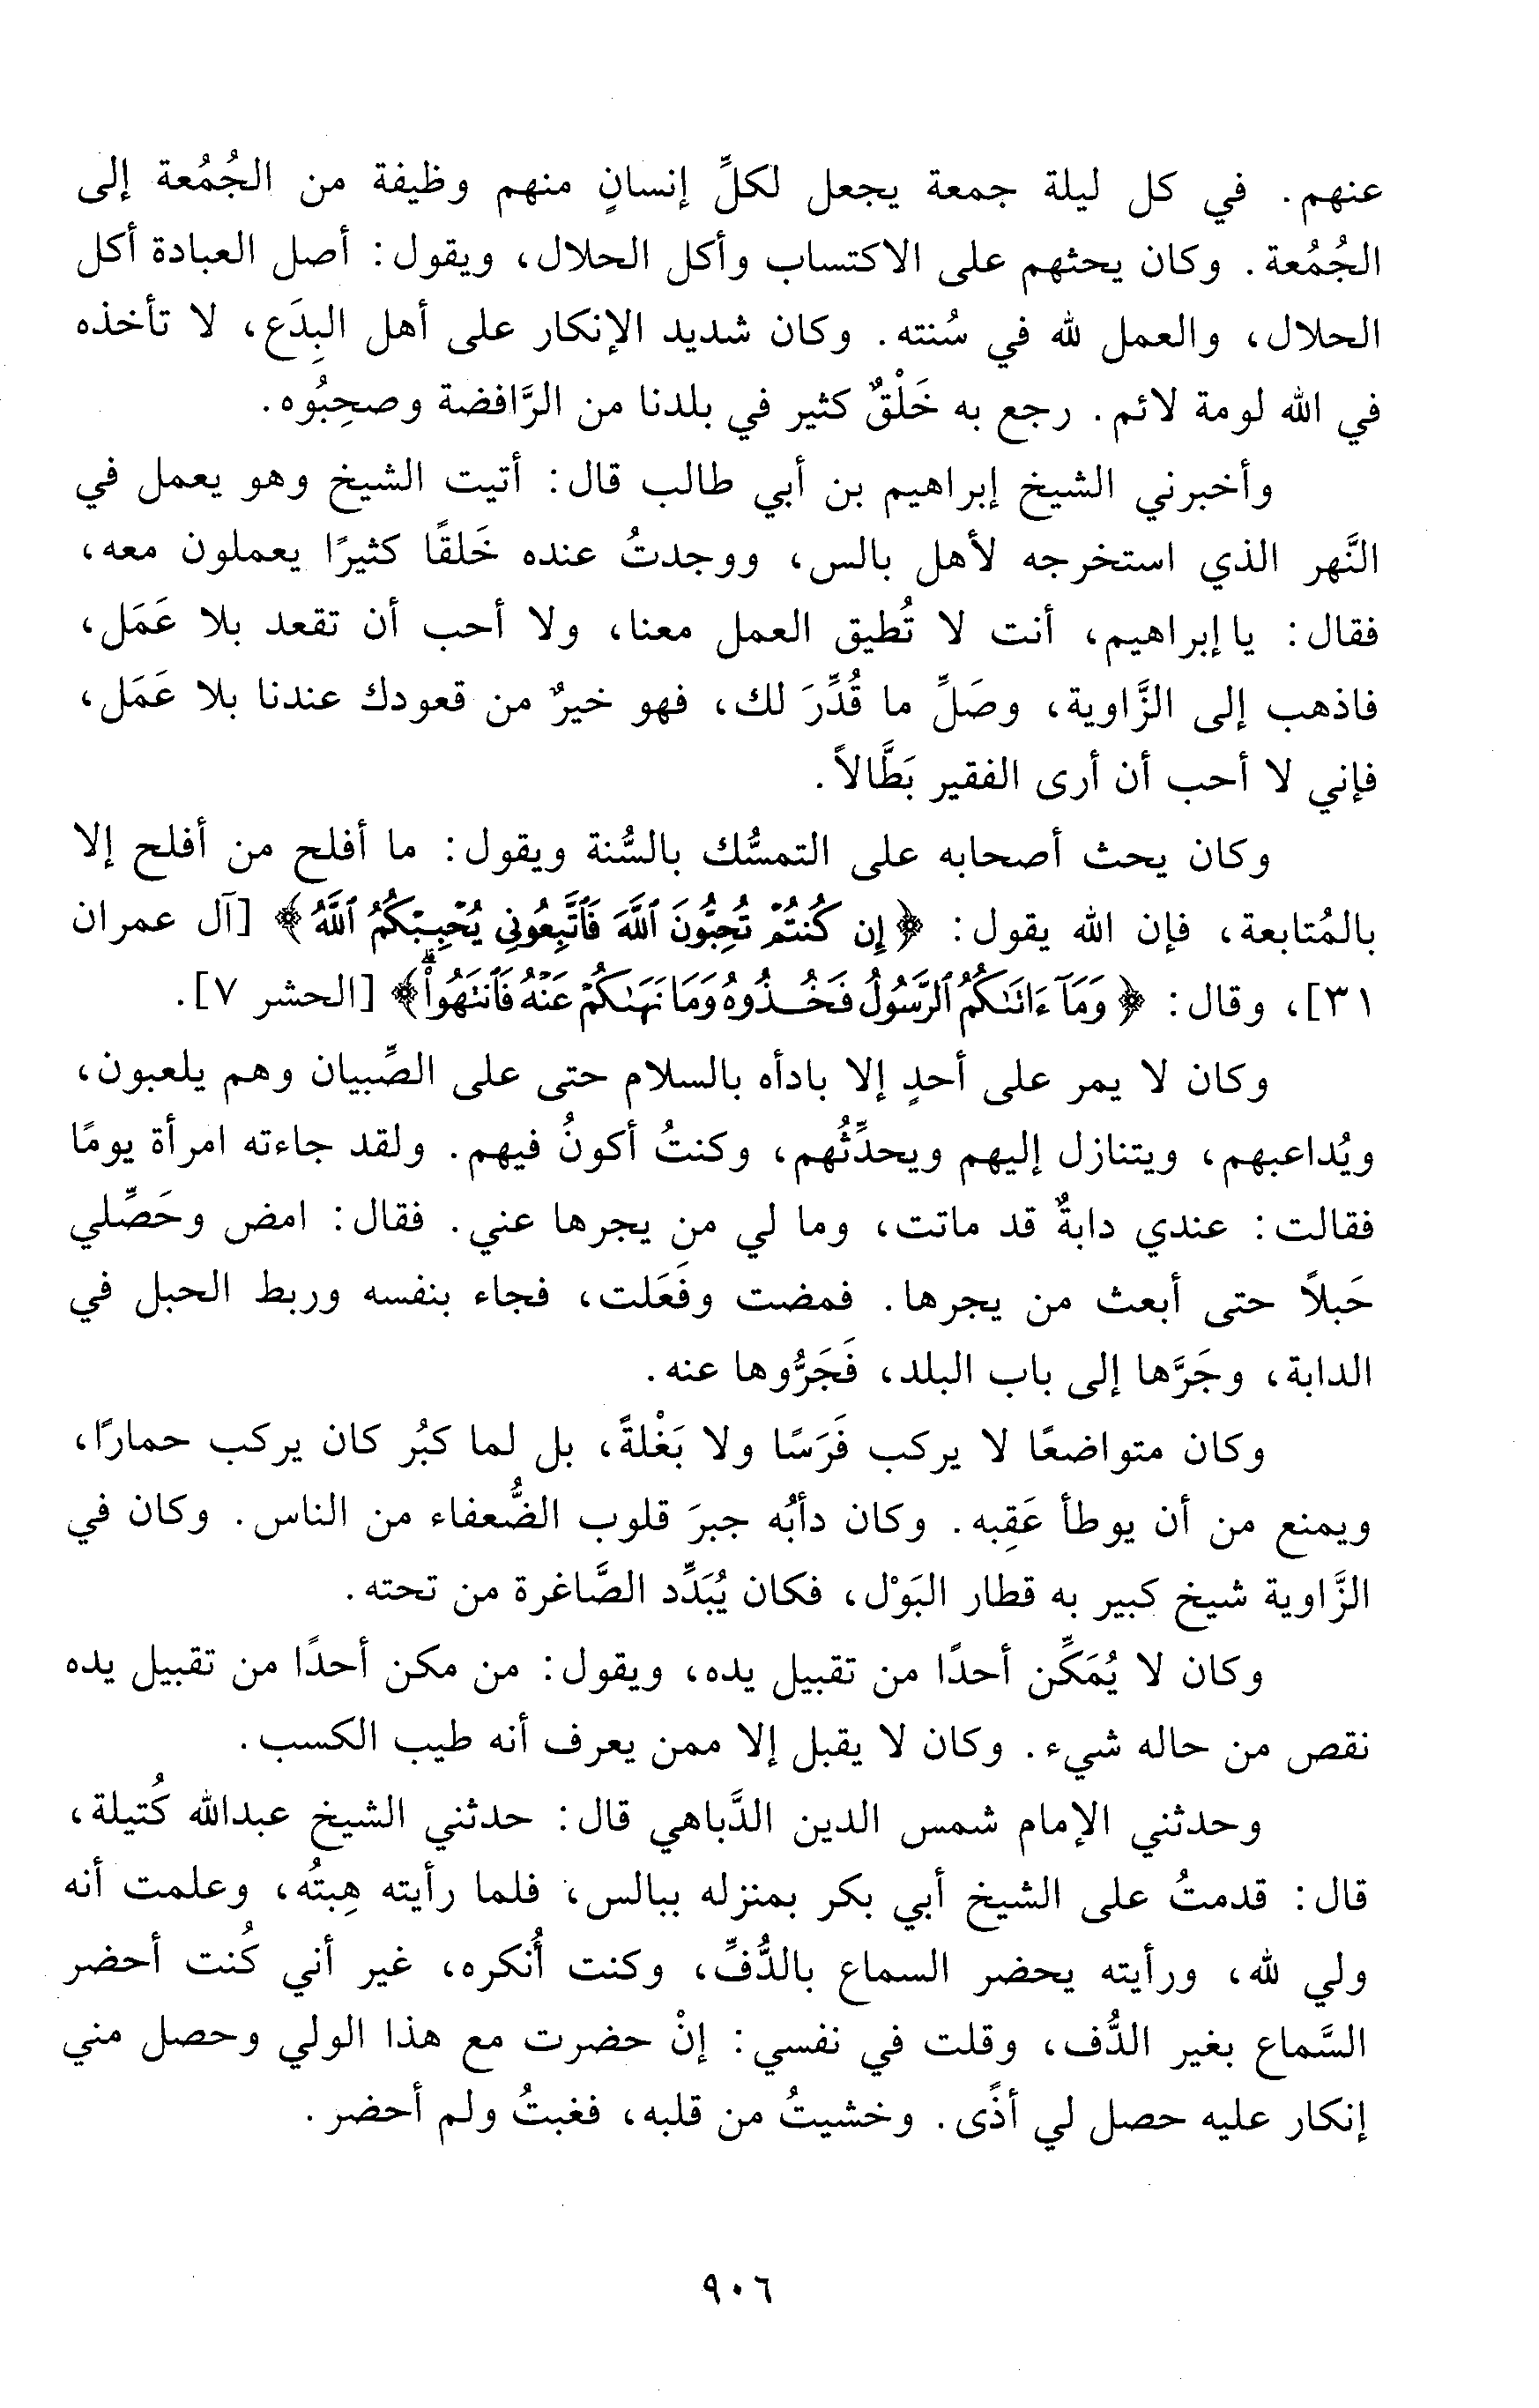 عنهم. في كل ليلة جمعة يجعل لكلِّ إنسانٍ منهم وظيفة من الجُمُعة إلى
الجُمُعة. وكان يحثهم على الاكتساب وأكل الحلال، ويقول: أصل العبادة أكل
الحلال، والعمل لله في سُنته. وكان شديد الإنكار على أهل البِدَع، لا تأخذه
في الله لومة لائم. رجع به خَلْقٌ كثير في بلدنا من الرَّافضة وصحِبُوه.
وأخبرني الشيخ إبراهيم بن أبي طالب قال: أتيت الشيخ وهو يعمل في
النَّهر الذي استخرجه لأهل بالس، ووجدتُ عنده خَلقًا كثيرًا يعملون معه،
فقال: يا إبراهيم، أنت لا تُطيق العمل معنا، ولا أحب أن تقعد بلا عَمَل،
فاذهب إلى الزَّاوية، وصَلِّ ما قُدِّرَ لك، فهو خيرٌ من قعودك عندنا بلا عَمَل،
فإني لا أحب أن أرى الفقير بَطَّالاً.
وكان يحث أصحابه على التمسُّك بالسُّنة ويقول: ما أفلح من أفلح إلا
بالمُتابعة، فإن الله يقول: ﴿إِن كُنتُمْ تُحِبُّونَ ٱللَّهَ فَٱتَّبِعُونِي يُحْبِبْكُمُ ٱللَّهُ﴾ [آل عمران
٣١]، وقال: ﴿وَمَآ ءَاتَىٰكُمُ ٱلرَّسُولُ فَخُذُوهُ وَمَا نَهَىٰكُمْ عَنْهُ فَٱنتَهُواْۚ﴾ [الحشر ٧].
وكان لا يمر على أحدٍ إلا بادأه بالسلام حتى على الصِّبيان وهم يلعبون،
ويُداعبهم، ويتنازل إليهم ويحدِّثُهم، وكنتُ أكونُ فيهم. ولقد جاءته امرأة يومًا
فقالت: عندي دابةٌ قد ماتت، وما لي من يجرها عني. فقال: امض وحَصِّلي
حَبلاً حتى أبعث من يجرها. فمضت وفَعَلت، فجاء بنفسه وربط الحبل في
الدابة، وجَرَّها إلى باب البلد، فَجَرُّوها عنه.
وكان متواضعًا لا يركب فَرَسًا ولا بَغْلةً، بل لما كبُر كان يركب حمارًا،
ويمنع من أن يوطأ عَقِبه. وكان دأبُه جبرَ قلوب الضُّعفاء من الناس. وكان في
الزَّاوية شيخ كبير به قطار البَوْل، فكان يُبَدِّد الصَّاغرة من تحته.
وكان لا يُمَكِّن أحدًا من تقبيل يده، ويقول: من مكن أحدًا من تقبيل يده
نقص من حاله شيء. وكان لا يقبل إلا ممن يعرف أنه طيب الكسب.
وحدثني الإمام شمس الدين الدَّباهي قال: حدثني الشيخ عبدالله كُتيلة،
قال: قدمتُ على الشيخ أبي بكر بمنزله ببالس، فلما رأيته هِبتُه، وعلمت أنه
ولي لله، ورأيته يحضر السماع بالدُّفِّ، وكنت أُنكره، غير أني كُنت أحضر
السَّماع بغير الدُّف، وقلت في نفسي: إنْ حضرت مع هذا الولي وحصل مني
إنكار عليه حصل لي أذًى. وخشيتُ من قلبه، فغبتُ ولم أحضر.
٩٠٦